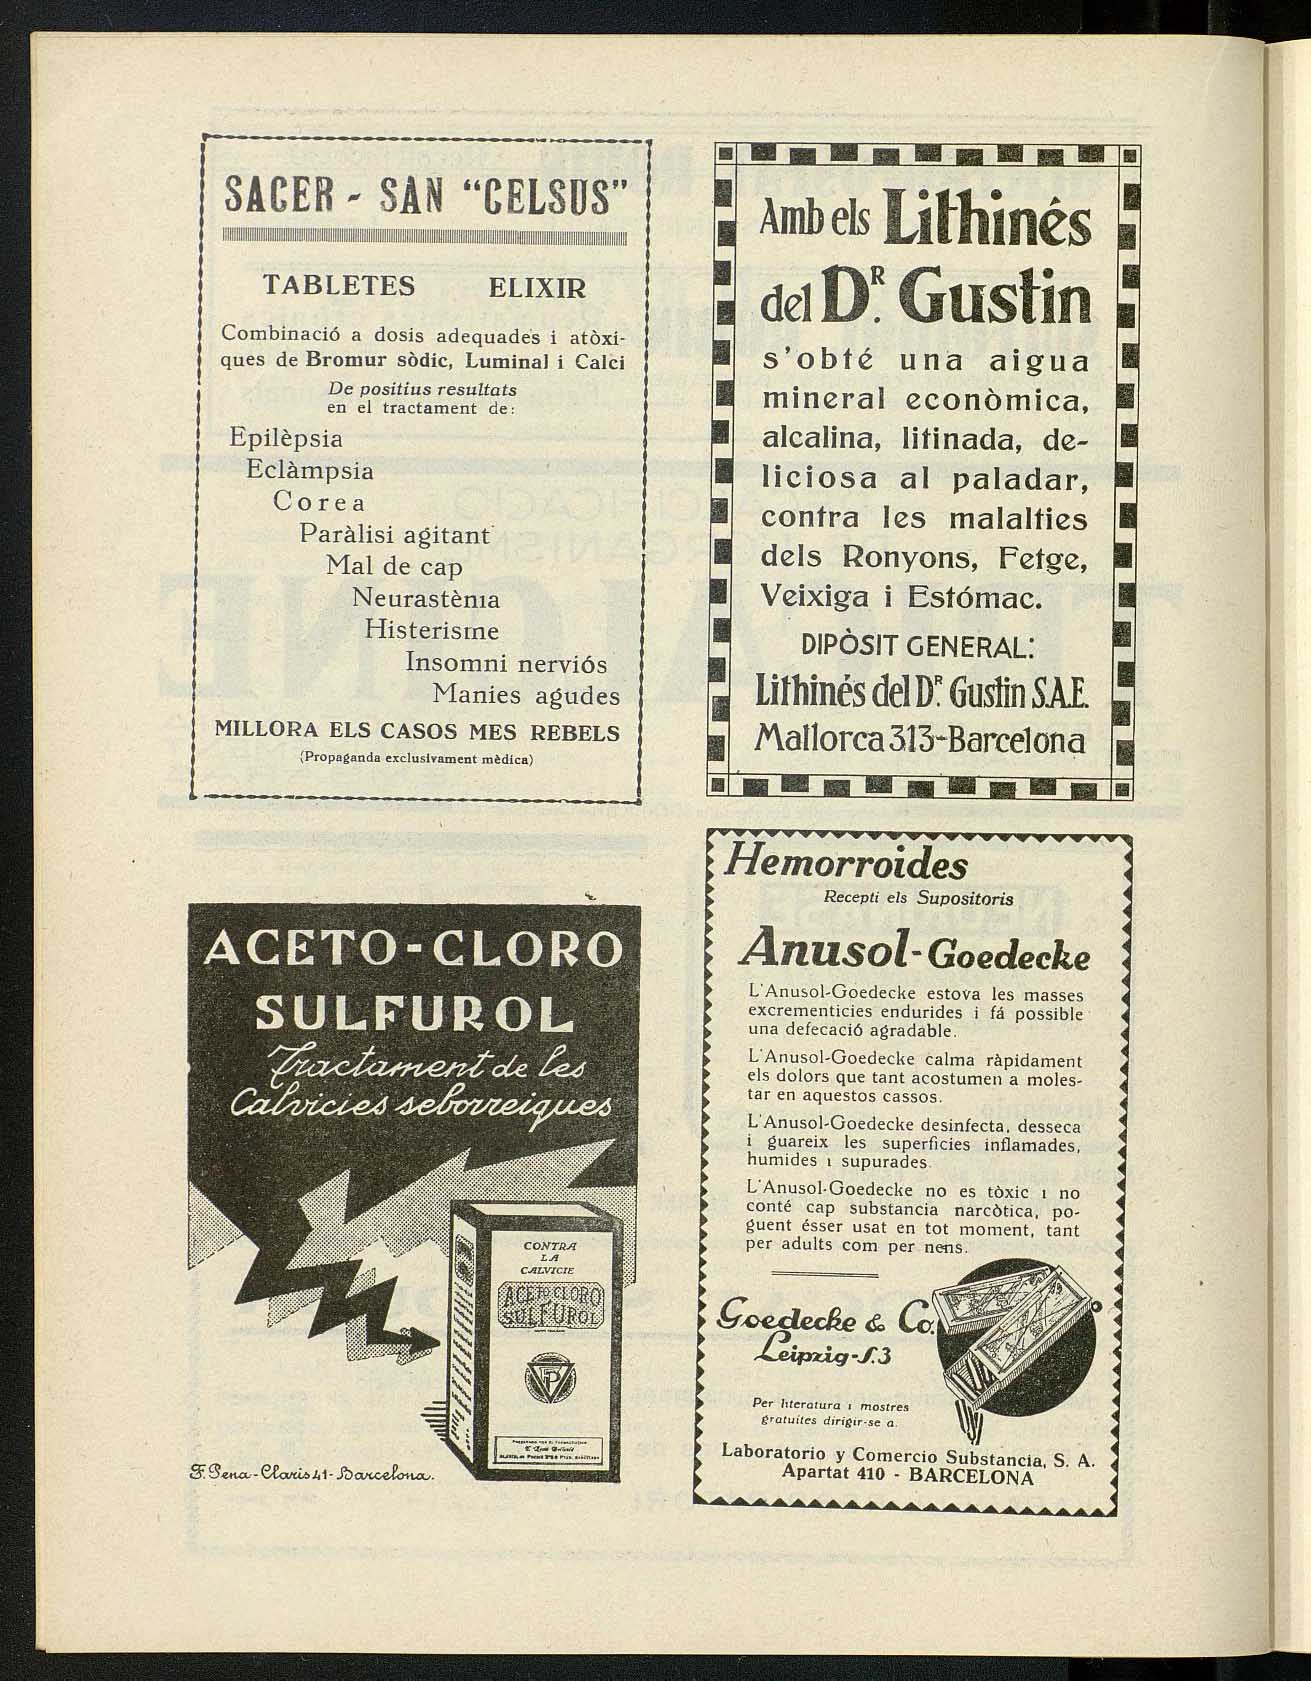 SACER - SAN "CELSUS"
TABLETES ELIXIR
Combinació a dosis adequades i atòxi-
ques de Bromur sòdic, Luminal i Calci
De positius resultats
en el tractament de:
Epilèpsia
Eclàmpsia
Corea
Paràlisi agitant
Mal de cap
Neurastènia
Histerisme
Insomni nerviós
Manies agudes
MILLORA ELS CASOS MES REBELS
(Propaganda exclusivament mèdica)
Amb els Lithinés
del Dr. Gustin
s'obté una aigua
mineral econòmica,
alcalina, litinada, de-
liciosa al paladar,
contra les malalties
dels Ronyons, Fetge,
Veixiga i Estómac.
DIPÒSIT GENERAL:
Lithinés del Dr. Gustin S.A.E.
Mallorca 313-Barcelona
ACETO-CLORO
SULFUROL
Tractament de les
Calvicies seborreiques
CONTRA
LA
CALVICIE
ACETO CLORO
SULFUROL
F. Pena - Claris 41 - Barcelona.
Hemorroides
Recepti els Supositoris
Anusol-Goedecke
L'Anusol-Goedecke estova les masses
excrementicies endurides i fá possible
una defecació agradable.
L'Anusol-Goedecke calma ràpidament
els dolors que tant acostumen a moles-
tar en aquestos cassos.
L'Anusol-Goedecke desinfecta, desseca
i guareix les superficies inflamades,
humides i supurades.
L'Anusol-Goedecke no es tòxic i no
conté cap substancia narcòtica, po-
guent ésser usat en tot moment, tant
per adults com per nens.
Goedecke & Co.
Leipzig-S.3
Per literatura i mostres
gratuites dirigir-se a.
Laboratorio y Comercio Substancia, S. A.
Apartat 410 - BARCELONA